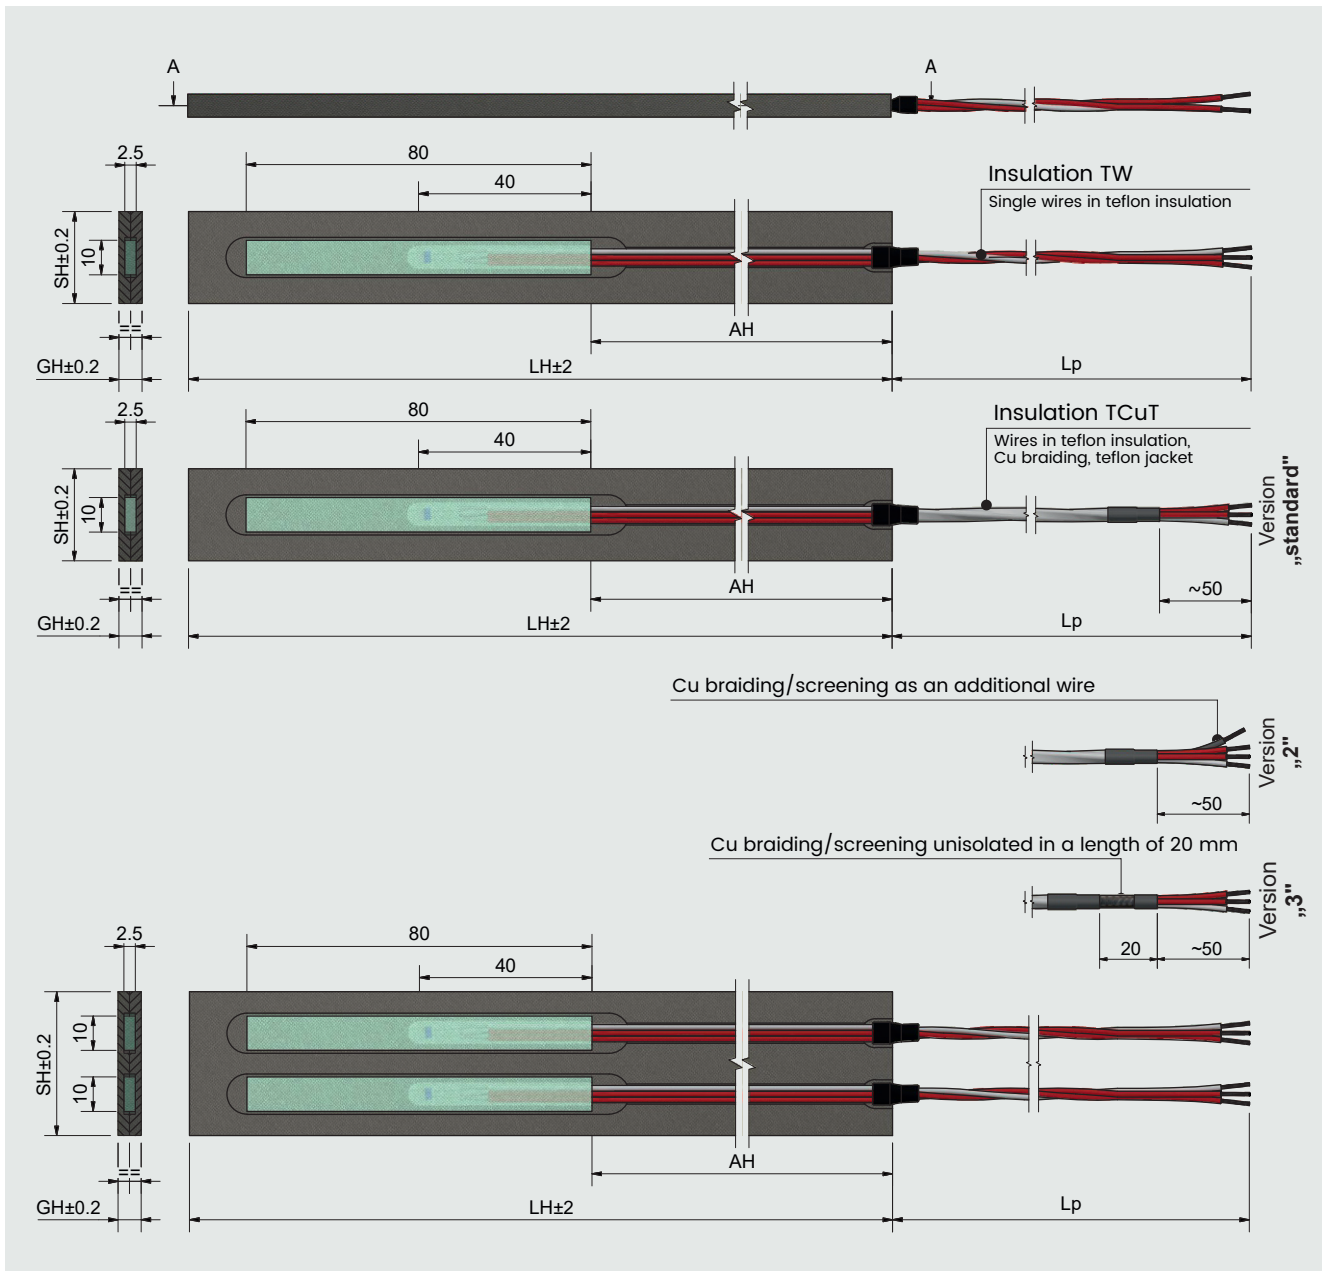 A
A
2.5
80
40
Insulation TW
Single wires in teflon insulation
SH±0.2
10
==
AH
GH±0.2
LH±2
Lp
2.5
80
40
Insulation TCuT
Wires in teflon insulation,
Cu braiding, teflon jacket
SH±0.2
10
Version
„standard"
==
AH
~50
GH±0.2
LH±2
Lp
Cu braiding/screening as an additional wire
Version
„2"
~50
Cu braiding/screening unisolated in a length of 20 mm
Version
„3"
20
~50
2.5
80
40
SH±0.2
10
10
==
AH
GH±0.2
LH±2
Lp